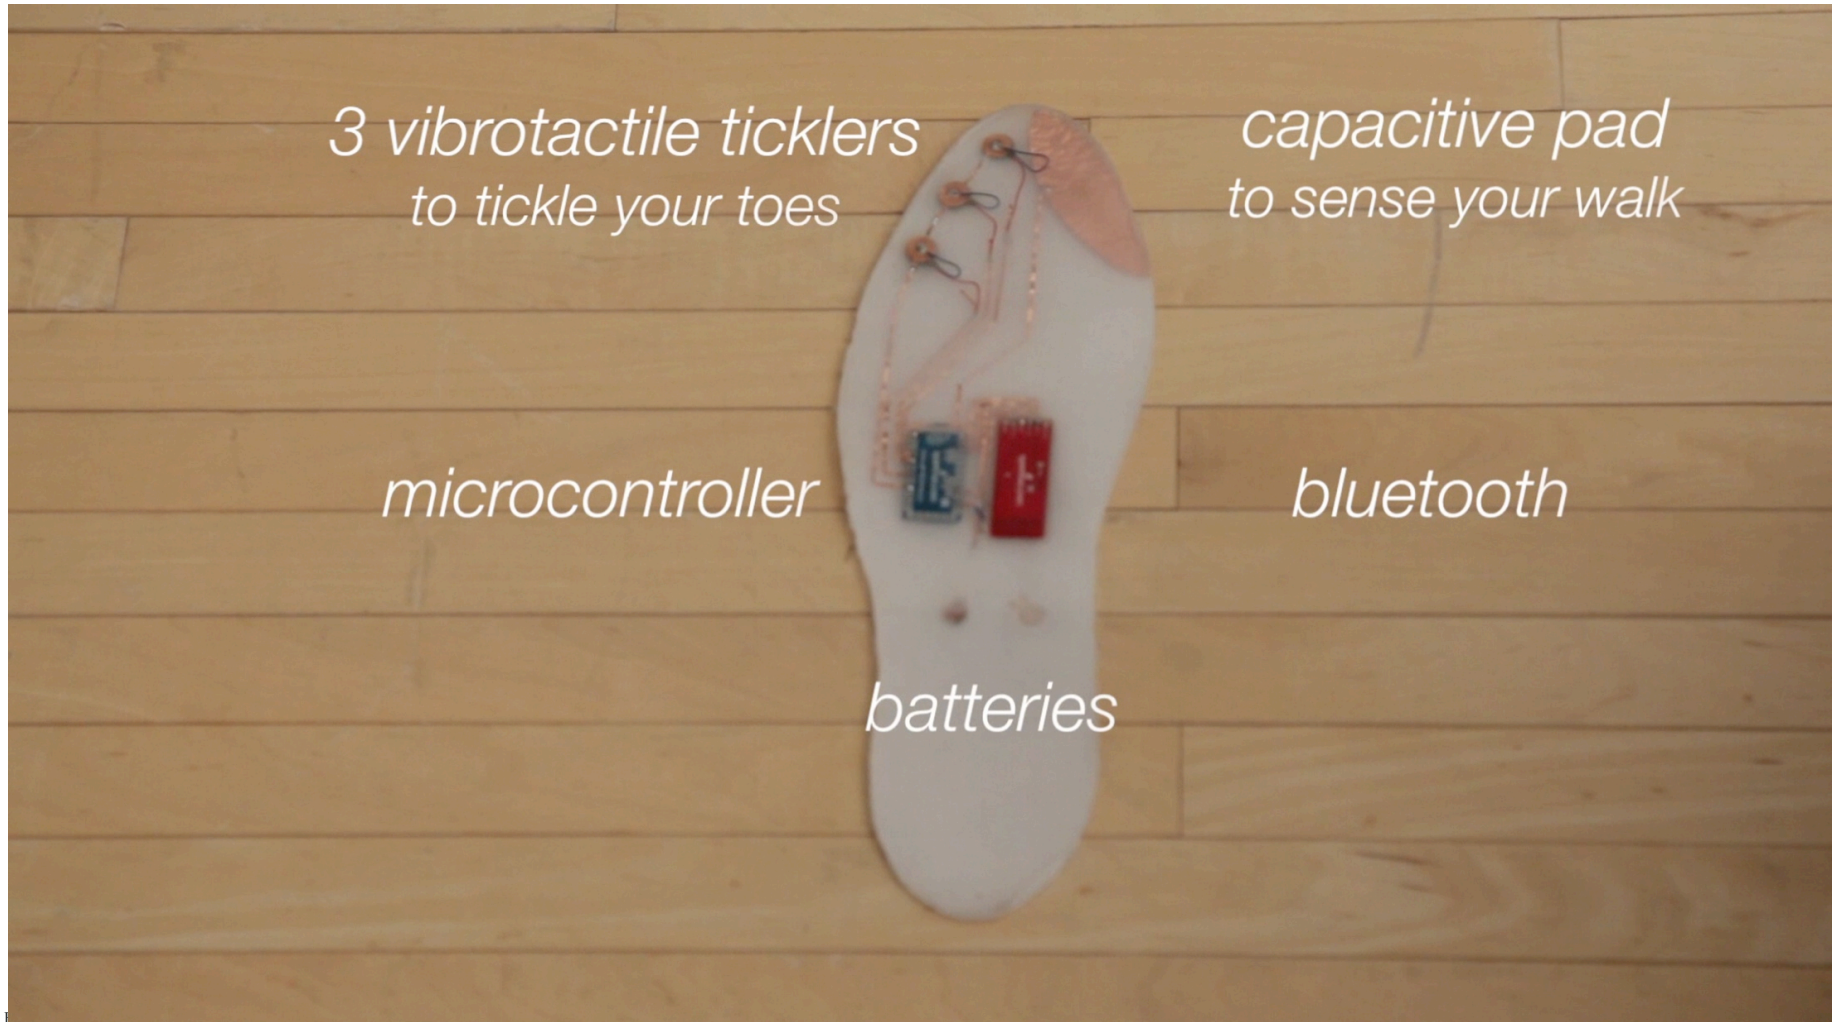 3 vibrotactile ticklers
to tickle your toes
capacitive pad
to sense your walk
microcontroller
bluetooth
batteries